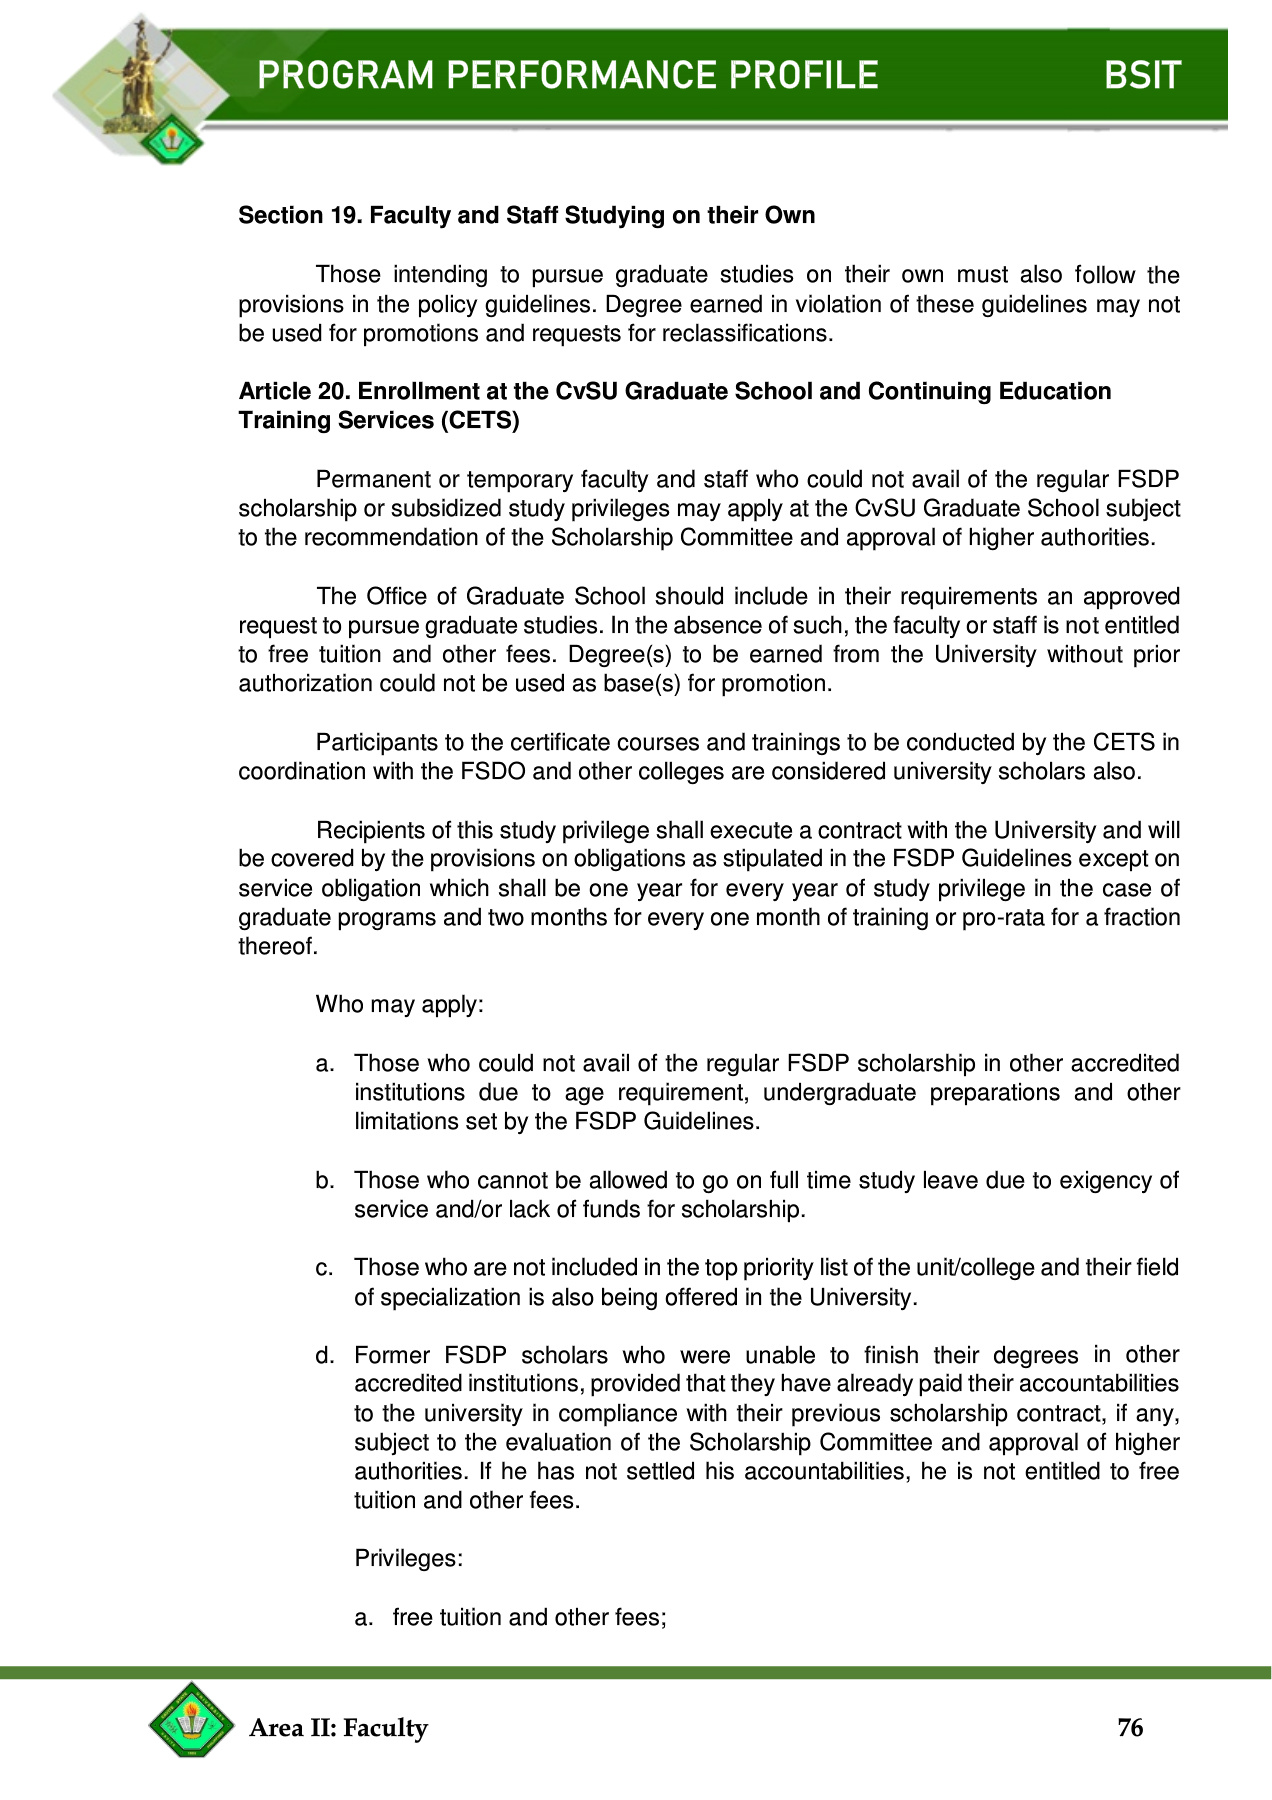 PROGRAM PERFORMANCE PROFILE BSIT
Section 19. Faculty and Staff Studying on their Own
Those intending to pursue graduate studies on their own must also follow the
provisions in the policy guidelines. Degree earned in violation of these guidelines may not
be used for promotions and requests for reclassifications.
Article 20. Enrollment at the CvSU Graduate School and Continuing Education
Training Services (CETS)
Permanent or temporary faculty and staff who could not avail of the regular FSDP
scholarship or subsidized study privileges may apply at the CvSU Graduate School subject
to the recommendation of the Scholarship Committee and approval of higher authorities.
The Office of Graduate School should include in their requirements an approved
request to pursue graduate studies. In the absence of such, the faculty or staff is not entitled
to free tuition and other fees. Degree(s) to be earned from the University without prior
authorization could not be used as base(s) for promotion.
Participants to the certificate courses and trainings to be conducted by the CETS in
coordination with the FSDO and other colleges are considered university scholars also.
Recipients of this study privilege shall execute a contract with the University and will
be covered by the provisions on obligations as stipulated in the FSDP Guidelines except on
service obligation which shall be one year for every year of study privilege in the case of
graduate programs and two months for every one month of training or pro-rata for a fraction
thereof.
Who may apply:
a. Those who could not avail of the regular FSDP scholarship in other accredited
institutions due to age requirement, undergraduate preparations and other
limitations set by the FSDP Guidelines.
b. Those who cannot be allowed to go on full time study leave due to exigency of
service and/or lack of funds for scholarship.
c. Those who are not included in the top priority list of the unit/college and their field
of specialization is also being offered in the University.
d. Former FSDP scholars who were unable to finish their degrees in other
accredited institutions, provided that they have already paid their accountabilities
to the university in compliance with their previous scholarship contract, if any,
subject to the evaluation of the Scholarship Committee and approval of higher
authorities. If he has not settled his accountabilities, he is not entitled to free
tuition and other fees.
Privileges:
a. free tuition and other fees;
Area II: Faculty 76